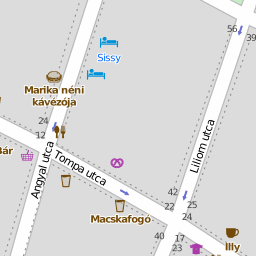 56
39
Sissy
Marika néni
kávézója
24
12
Bár
Angyal utca
Tompa utca
Liliom utca
42
25
22
24
Macskafogó
40
17
23
Illy